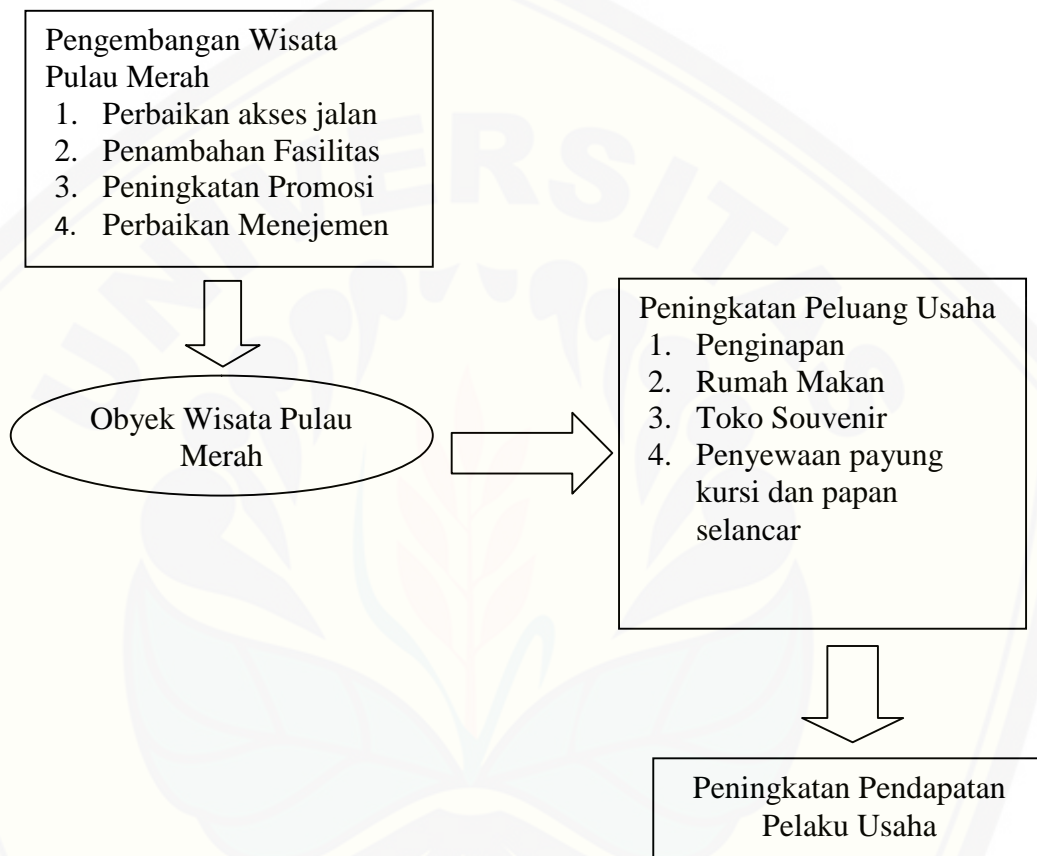 Pengembangan Wisata
Pulau Merah
1. Perbaikan akses jalan
2. Penambahan Fasilitas
3. Peningkatan Promosi
4. Perbaikan Menejemen
Obyek Wisata Pulau
Merah
Peningkatan Peluang Usaha
1. Penginapan
2. Rumah Makan
3. Toko Souvenir
4. Penyewaan payung
kursi dan papan
selancar
Peningkatan Pendapatan
Pelaku Usaha
UNIVERSITAS